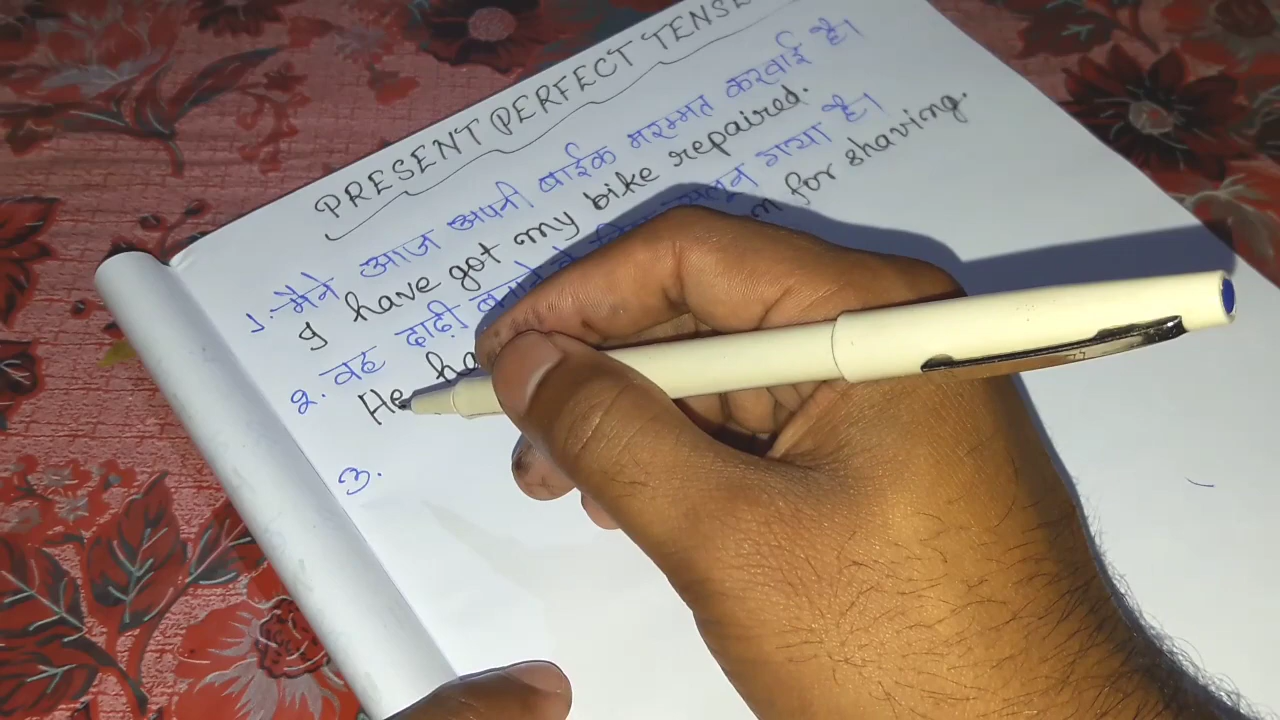 PRESENT PERFECT TENSE
1. मैंने आज अपनी बाईक मरम्मत करवाई है।
I have got my bike repaired.
2. वह दाढ़ी बनाने गया है।
He for shaving.
3.